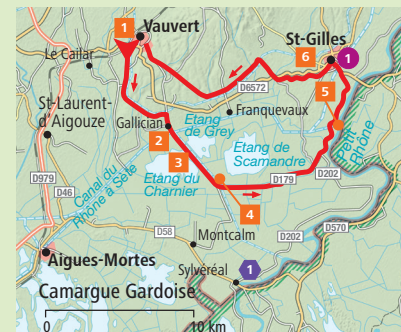 1
Vauvert
St-Gilles
6
1
Le Cailar
D6572
5
St-Laurent-
d'Aigouze
Franquevaux
Etang
de Grey
Gallician
2
3
Petit
Rhône
Etang de
Scamandre
D979
D46
Canal du
Rhône à Sète
Etang du
Charnier
D179
D202
4
D58
Montcalm
D202
D570
Aigues-Mortes
Sylvéréal
1
Camargue Gardoise
0
10 km